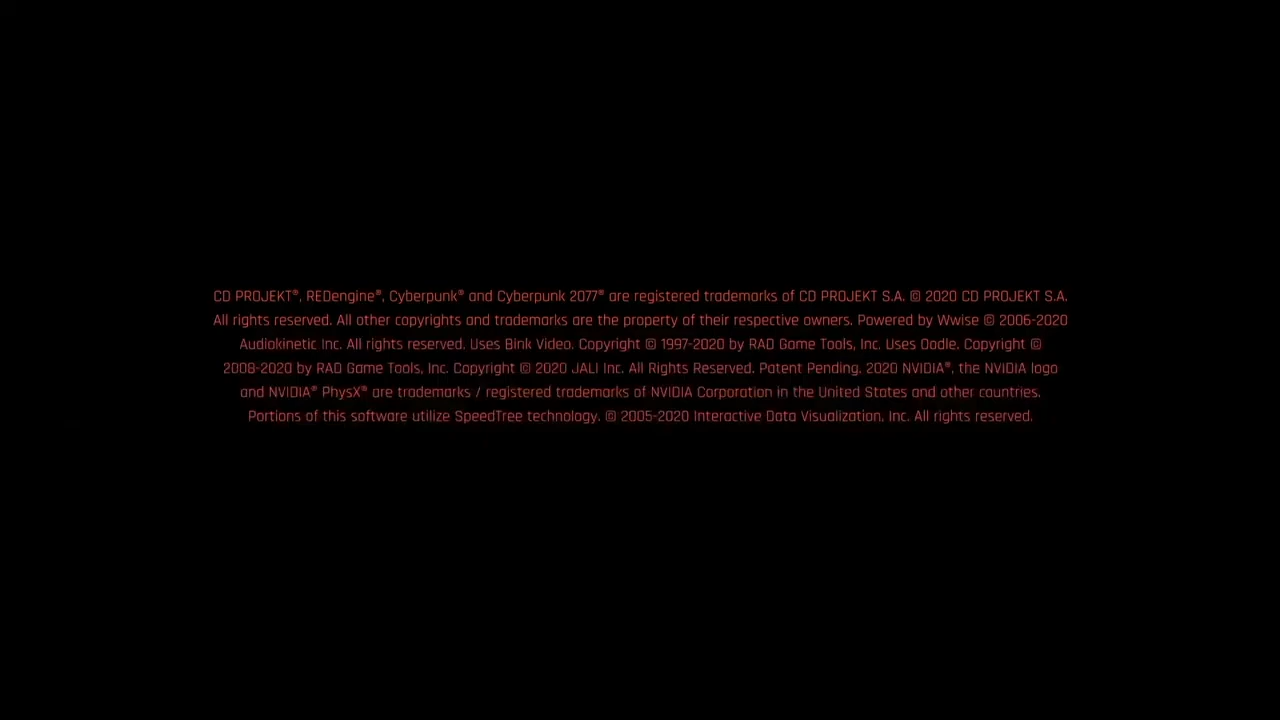 CD PROJEKT®, REDengine®, Cyberpunk® and Cyberpunk 2077® are registered trademarks of CD PROJEKT S.A. © 2020 CD PROJEKT S.A.
All rights reserved. All other copyrights and trademarks are the property of their respective owners. Powered by Wwise © 2006-2020
Audiokinetic Inc. All rights reserved. Uses Bink Video. Copyright © 1997-2020 by RAD Game Tools, Inc. Uses Oodle. Copyright ©
2008-2020 by RAD Game Tools, Inc. Copyright © 2020 JALI Inc. All Rights Reserved. Patent Pending. 2020 NVIDIA®, the NVIDIA logo
and NVIDIA® PhysX® are trademarks / registered trademarks of NVIDIA Corporation in the United States and other countries.
Portions of this software utilize SpeedTree technology. © 2005-2020 Interactive Data Visualization, Inc. All rights reserved.